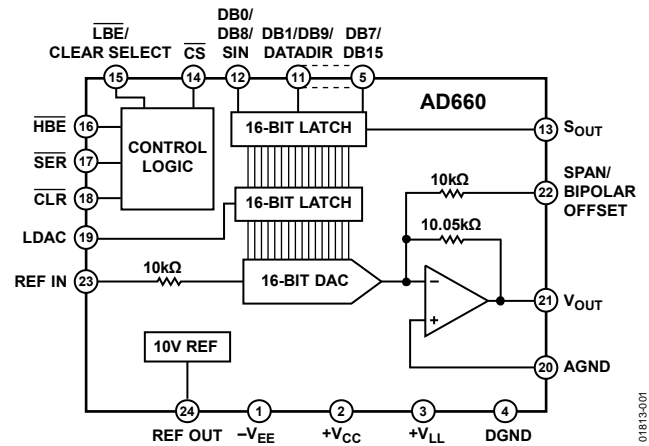 DB0/
LBE/ DB8/ DB1/DB9/ DB7/
CLEAR SELECT CS SIN DATADIR DB15
15 14 12 11 5
AD660
HBE 16
16-BIT LATCH
13 SOUT
SER 17
CONTROL
LOGIC
CLR 18
10kΩ
22 SPAN/
BIPOLAR
OFFSET
16-BIT LATCH
10.05kΩ
LDAC 19
REF IN 23
10kΩ
16-BIT DAC
−
+
21 VOUT
10V REF
20 AGND
24 1 2 3 4
REF OUT –VEE +VCC +VLL DGND
01813-001